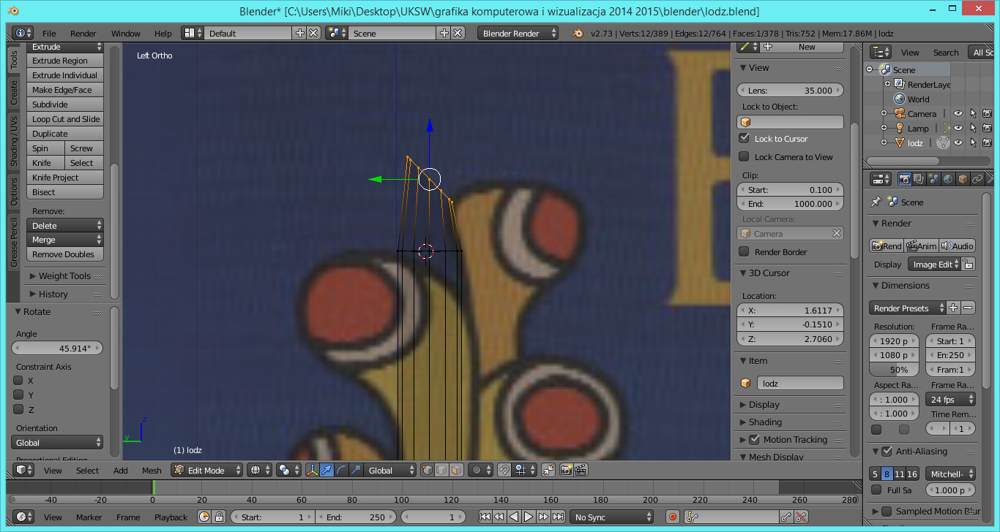 Blender* [C:\Users\Miki\Desktop\UKSW\grafika komputerowa i wizualizacja 2014 2015\blender\lodz.blend]
File Render Window Help Default Scene Blender Render v2.73 | Verts:12/389 | Edges:12/764 | Faces:1/378 | Tris:752 | Mem:17.86M | lodz
Tools
Create
Shading / UVs
Options
Grease Pencil
Extrude
Extrude Region
Extrude Individual
Make Edge/Face
Subdivide
Loop Cut and Slide
Duplicate
Spin Screw
Knife Select
Knife Project
Bisect
Remove:
Delete
Merge
Remove Doubles
Weight Tools
History
Rotate
Angle
45.914°
Constraint Axis
X
Y
Z
Orientation
Global
Proportional Editing
Left Ortho
z
y
(1) lodz
New
View
Lens: 35.000
Lock to Object:
Lock to Cursor
Lock Camera to View
Clip:
Start: 0.100
End: 1000.000
Local Camera:
Camera
Render Border
3D Cursor
Location:
X: 1.6117
Y: -0.1510
Z: 2.7060
Item
lodz
Display
Shading
Motion Tracking
Mesh Display
View Search All Sc
Scene
RenderLaye
World
Camera
Lamp
lodz
Scene
Render
Rend Anim Audio
Display Image Edit
Dimensions
Render Presets
Resolution: Frame Ra...
1920 p Start: 1
1080 p En:250
50% Fram:1
Aspect Ra... Frame Ra...
: 1.000 24 fps
: 1.000 Time Rem...
1
Anti-Aliasing
5 8 11 16 Mitchell-
Full Sa 1.000 p
Sampled Motion Blur
View Select Add Mesh Edit Mode Global
-40 -20 0 20 40 60 80 100 120 140 160 180 200 220 240 260 280
View Marker Frame Playback Start: 1 End: 250 1 No Sync